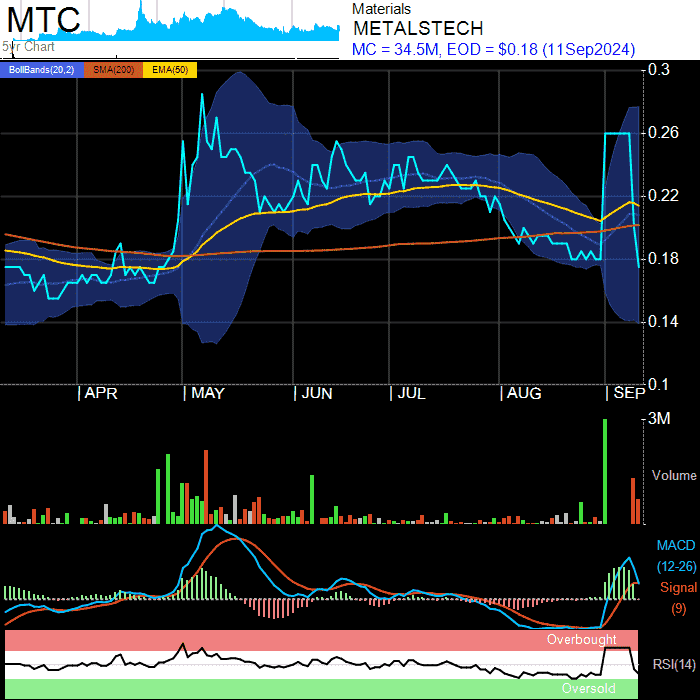 MTC
5yr Chart
Materials
METALSTECH
MC = 34.5M, EOD = $0.18 (11Sep2024)
BollBands(20,2) SMA(200) EMA(50)
0.3
0.26
0.22
0.18
0.14
0.1
APR MAY JUN JUL AUG SEP
3M
Volume
MACD
(12-26)
Signal
(9)
Overbought
RSI(14)
Oversold